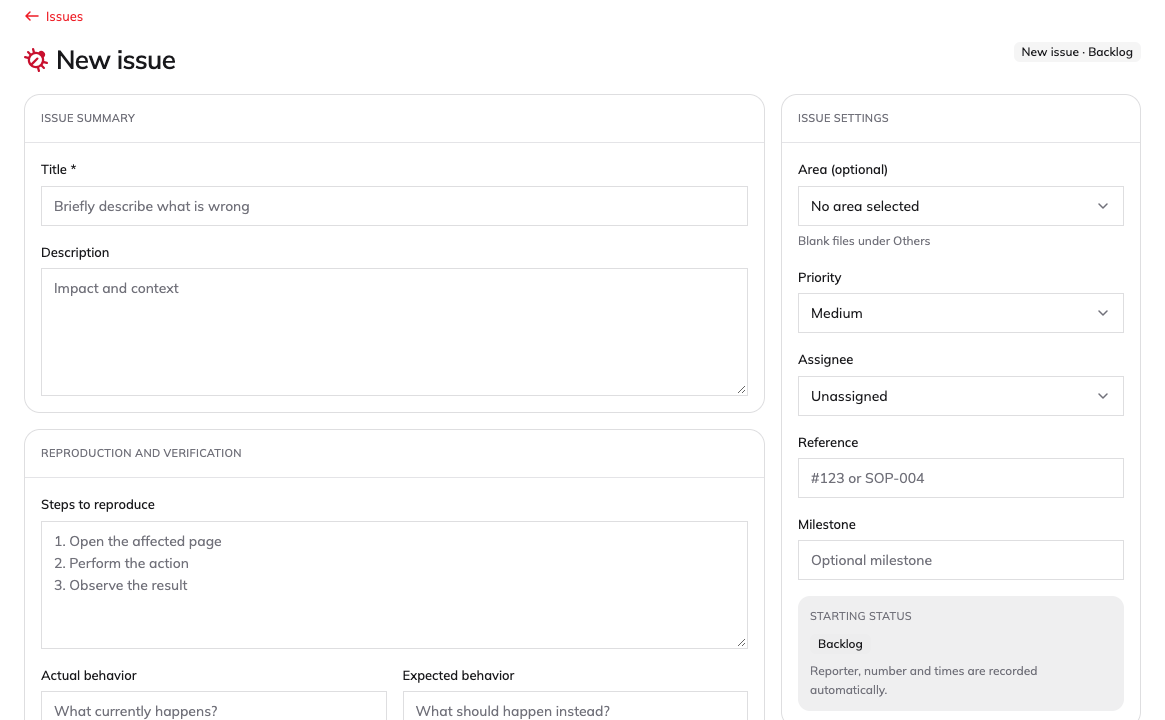 Issues
New issue
New issue · Backlog
ISSUE SUMMARY
Title *
Briefly describe what is wrong
Description
Impact and context
REPRODUCTION AND VERIFICATION
Steps to reproduce
1. Open the affected page
2. Perform the action
3. Observe the result
Actual behavior
What currently happens?
Expected behavior
What should happen instead?
ISSUE SETTINGS
Area (optional)
No area selected
Blank files under Others
Priority
Medium
Assignee
Unassigned
Reference
#123 or SOP-004
Milestone
Optional milestone
STARTING STATUS
Backlog
Reporter, number and times are recorded
automatically.